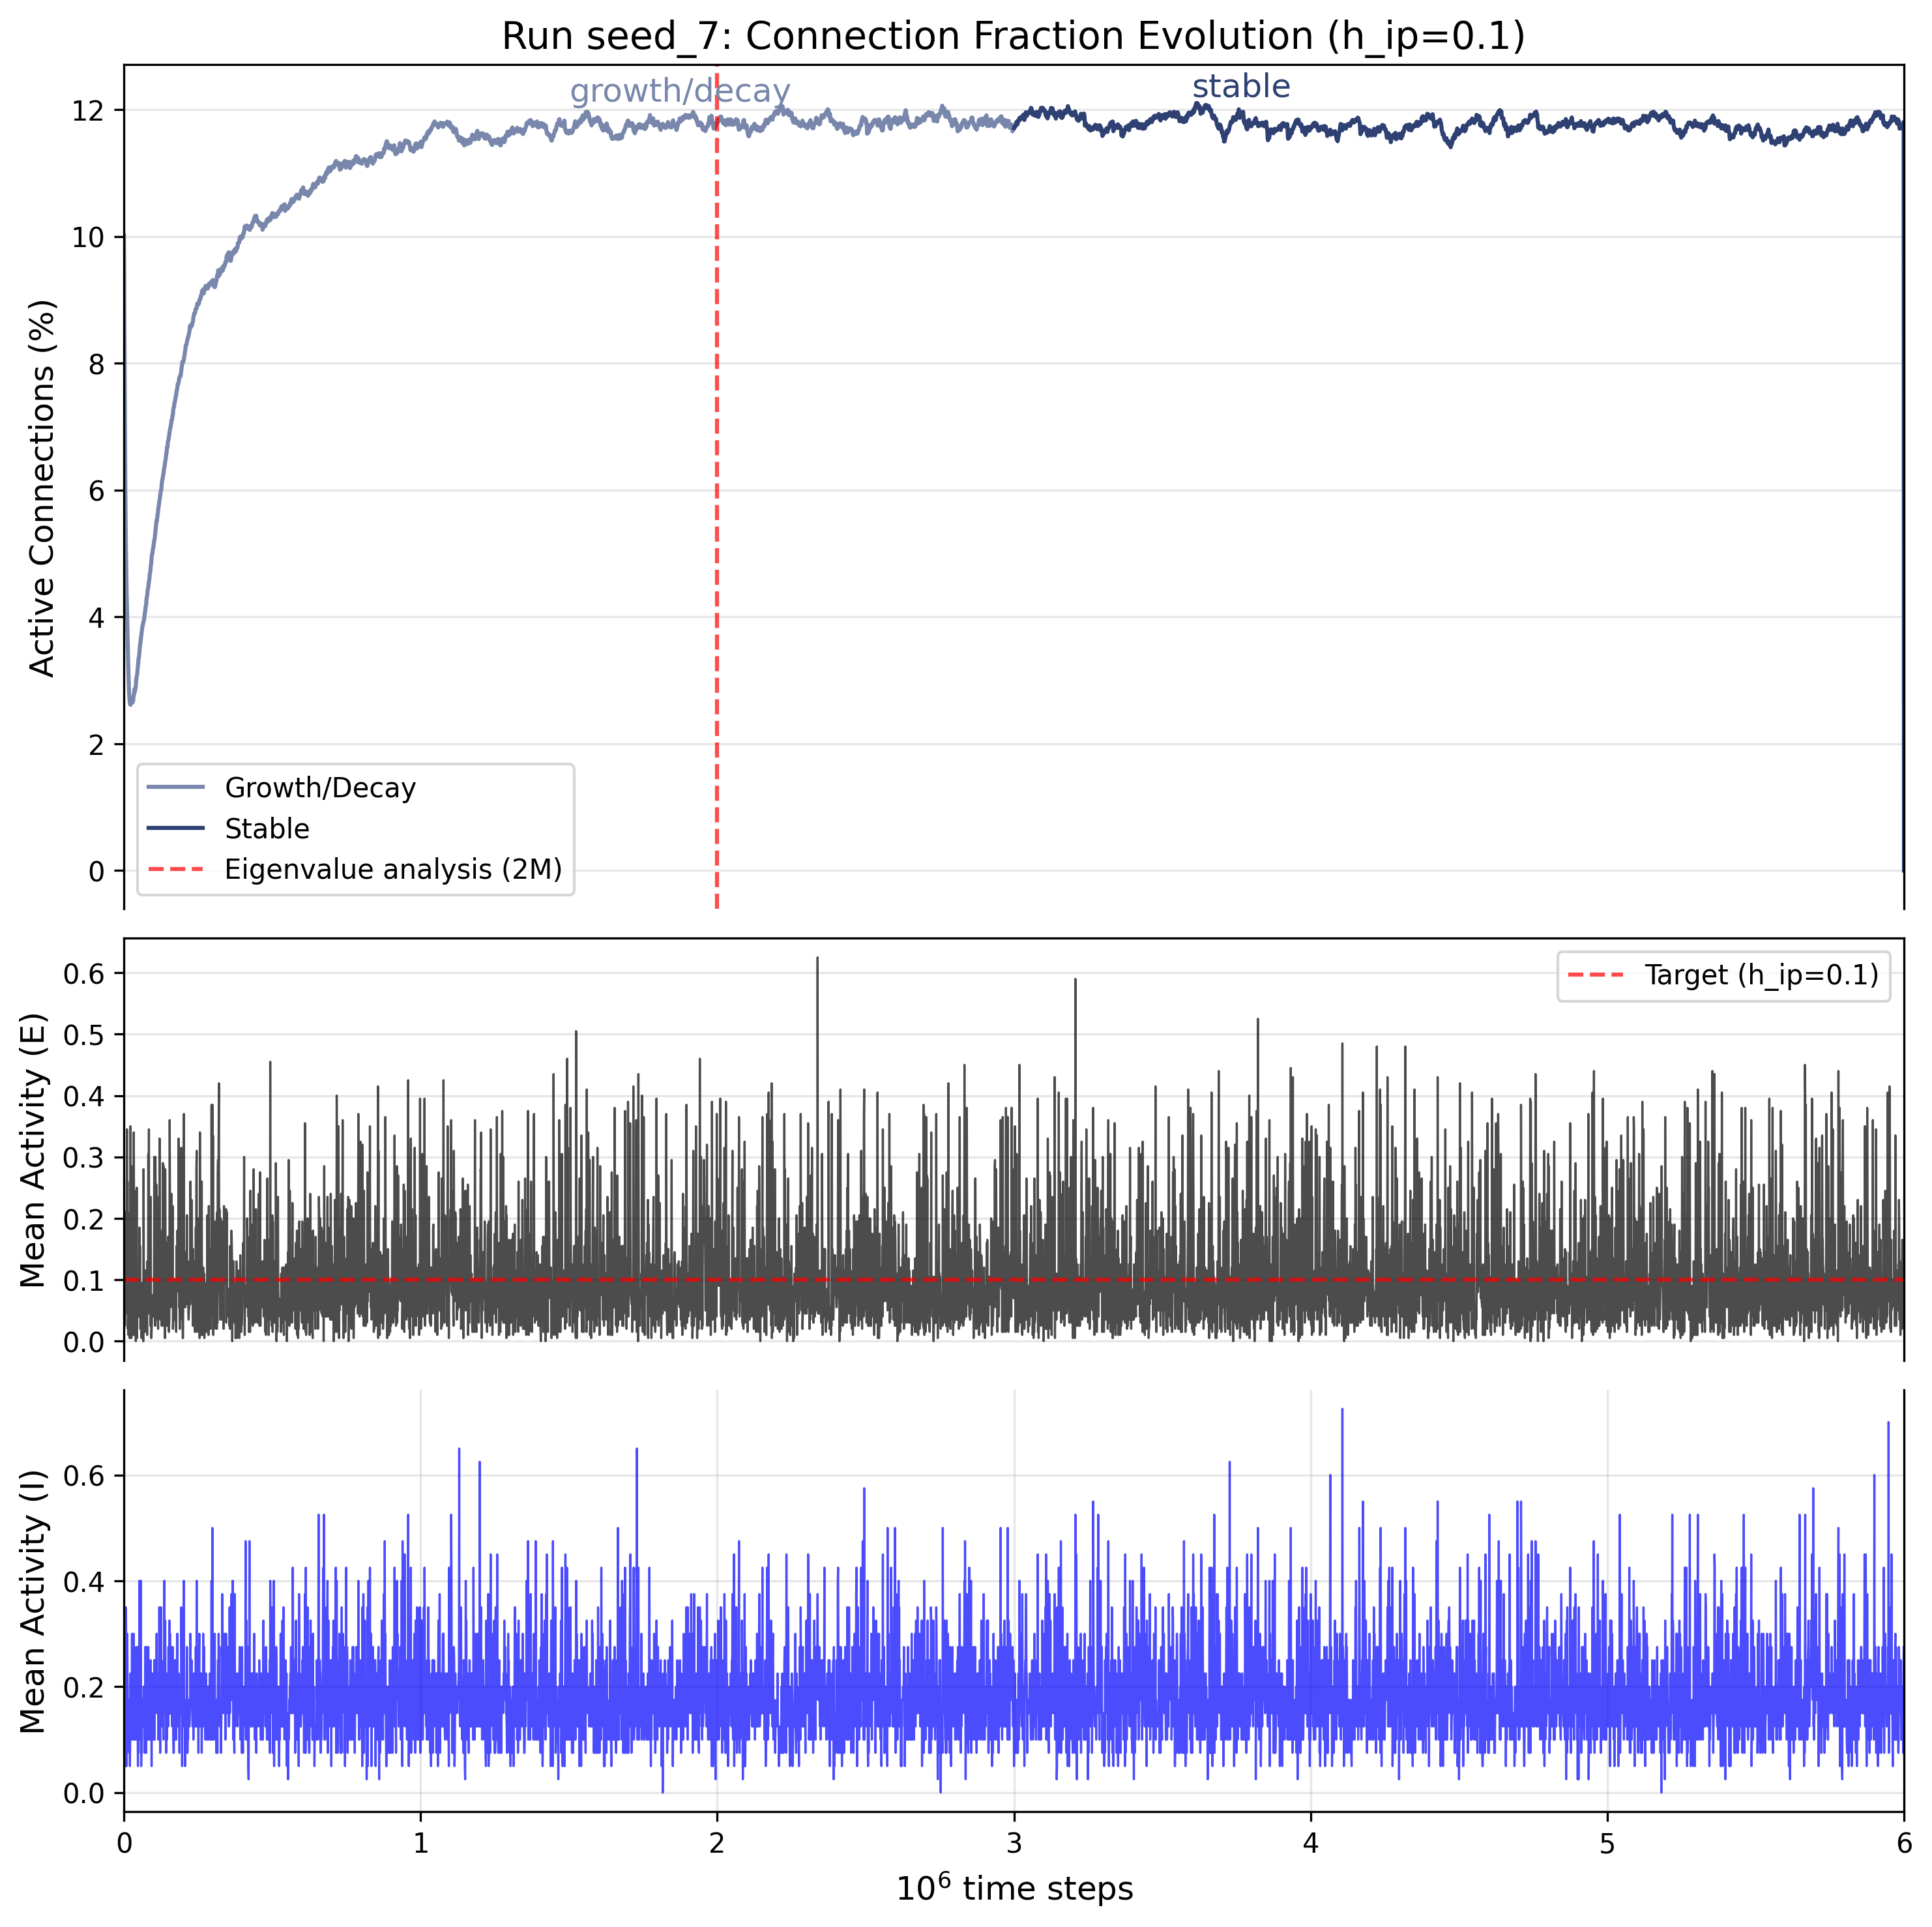 Run seed_7: Connection Fraction Evolution (h_ip=0.1)
growth/decay
stable
12
10
8
6
4
2
0
Active Connections (%)
Growth/Decay
Stable
Eigenvalue analysis (2M)
0.6
0.5
0.4
0.3
0.2
0.1
0.0
Mean Activity (E)
Target (h_ip=0.1)
0.6
0.4
0.2
0.0
Mean Activity (I)
0 1 2 3 4 5 6
10⁶ time steps